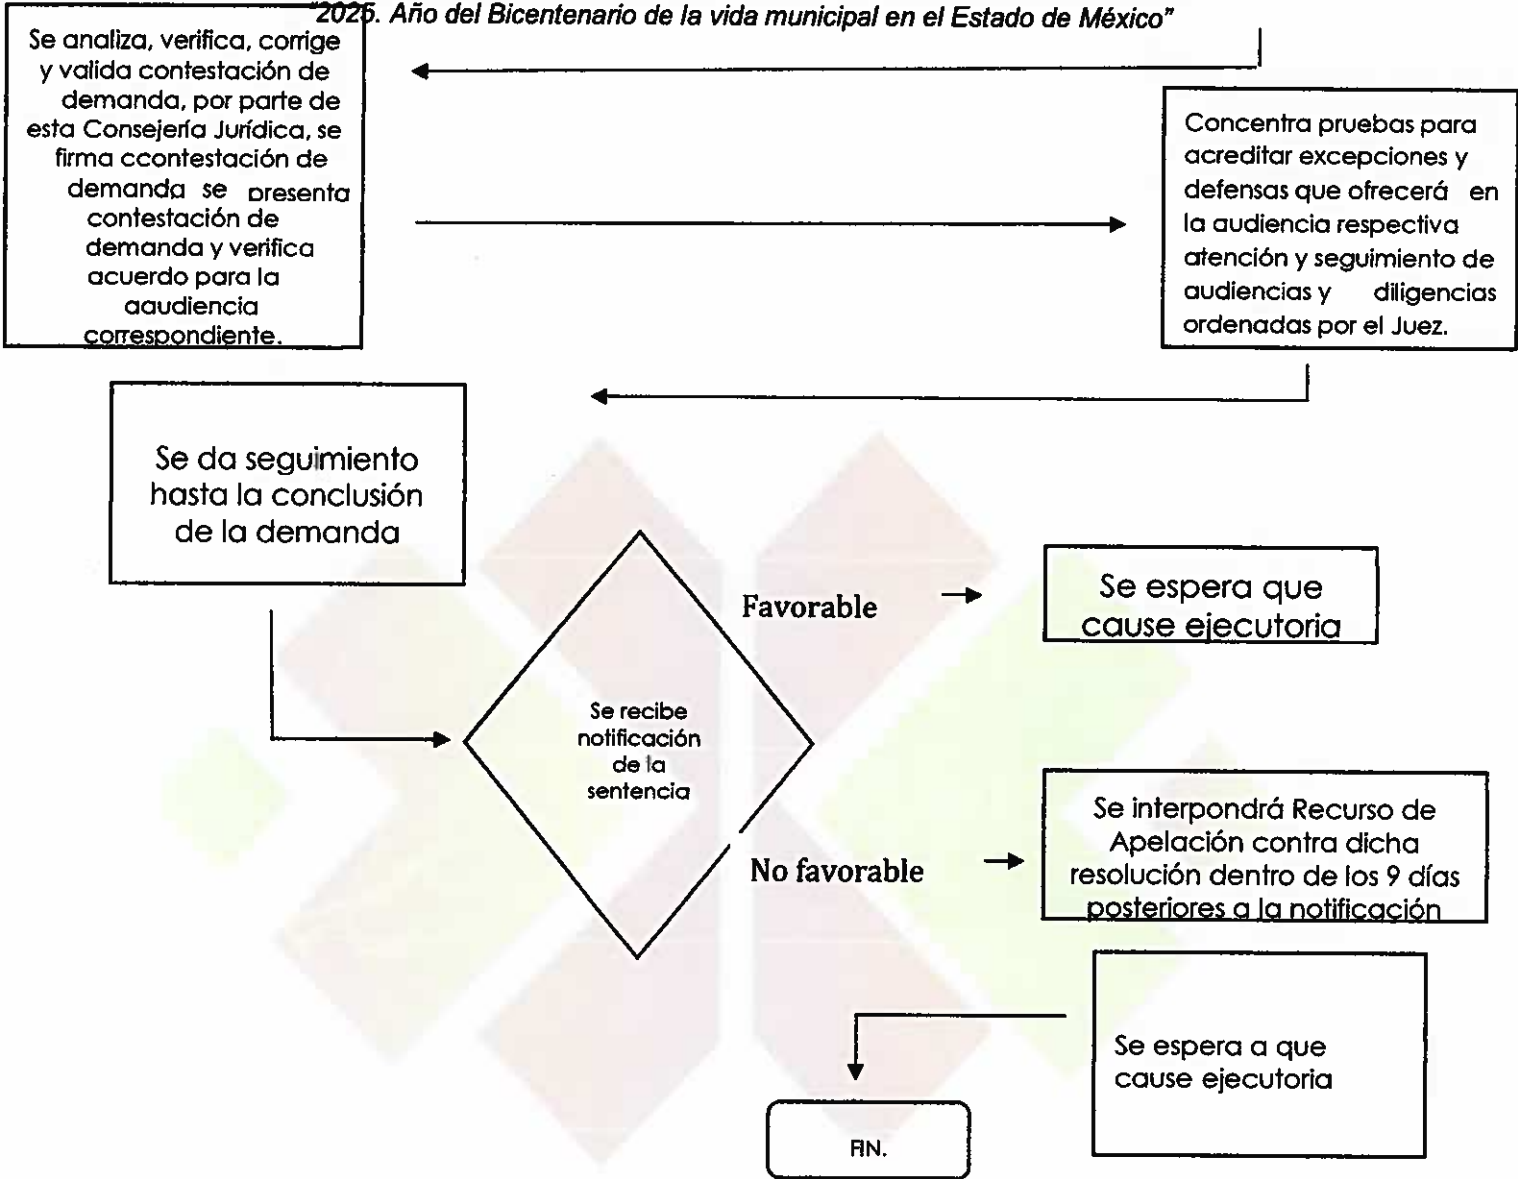 "2025. Año del Bicentenario de la vida municipal en el Estado de México"
Se analiza, verifica, corrige
y valida contestación de
demanda, por parte de
esta Consejería Jurídica, se
firma ccontestación de
demanda se presenta
contestación de
demanda y verifica
acuerdo para la
aaudiencia
correspondiente.
Concentra pruebas para
acreditar excepciones y
defensas que ofrecerá en
la audiencia respectiva
atención y seguimiento de
audiencias y diligencias
ordenadas por el Juez.
Se da seguimiento
hasta la conclusión
de la demanda
Se recibe
notificación
de la
sentencia
Favorable
Se espera que
cause ejecutoria
No favorable
Se interpondrá Recurso de
Apelación contra dicha
resolución dentro de los 9 días
posteriores a la notificación
Se espera a que
cause ejecutoria
FIN.